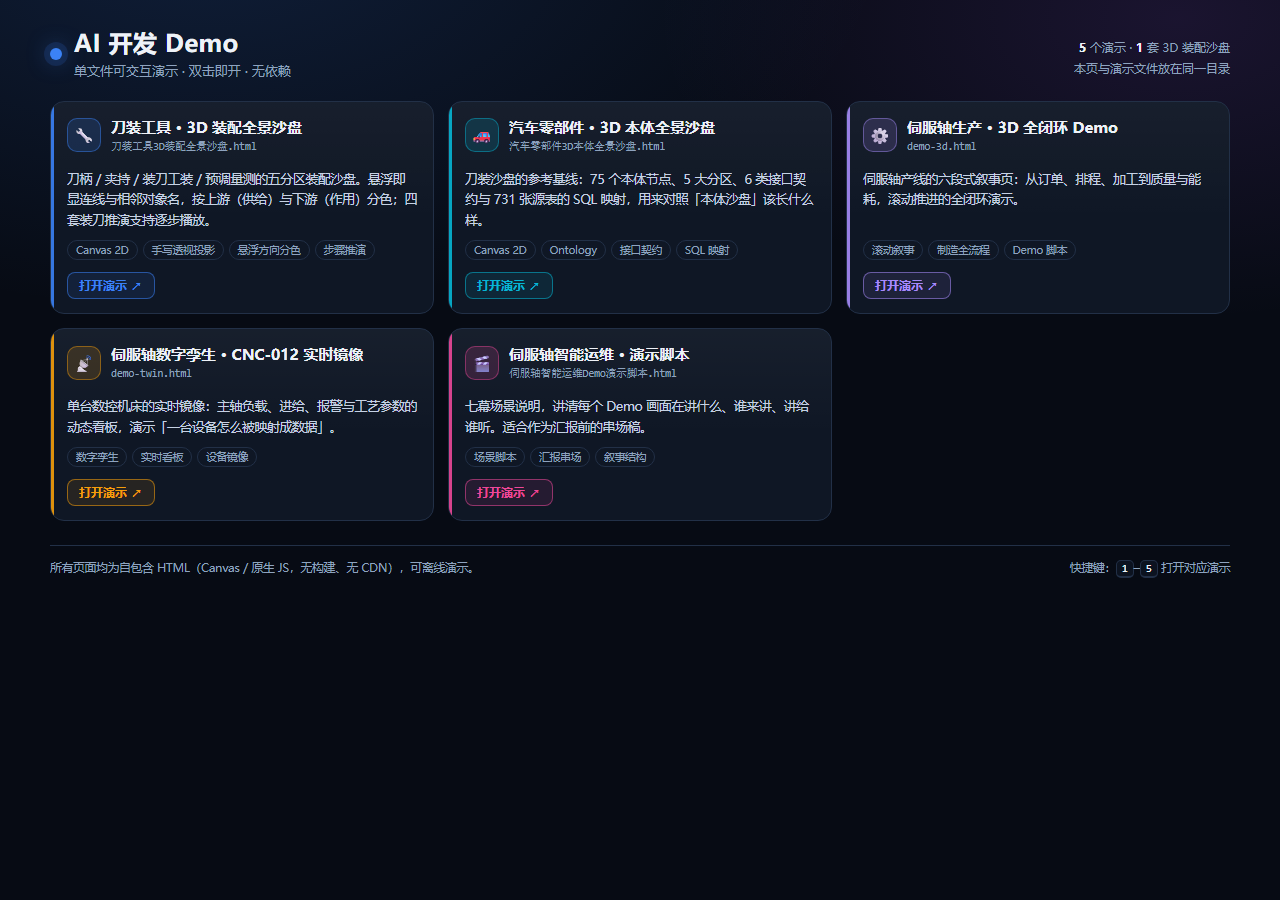 AI 开发 Demo
单文件可交互演示 · 双击即开 · 无依赖
5 个演示 · 1 套 3D 装配沙盘
本页与演示文件放在同一目录
刀装工具 • 3D 装配全景沙盘
刀装工具3D装配全景沙盘.html
刀柄 / 夹持 / 装刀工装 / 预调量测的五分区装配沙盘。悬浮即
显连线与相邻对象名，按上游（供给）与下游（作用）分色；四
套装刀推演支持逐步播放。
Canvas 2D
手写透视投影
悬浮方向分色
步骤推演
打开演示 ↗
汽车零部件 • 3D 本体全景沙盘
汽车零部件3D本体全景沙盘.html
刀装沙盘的参考基线：75 个本体节点、5 大分区、6 类接口契
约与 731 张源表的 SQL 映射，用来对照「本体沙盘」该长什么
样。
Canvas 2D
Ontology
接口契约
SQL 映射
打开演示 ↗
伺服轴生产 • 3D 全闭环 Demo
demo-3d.html
伺服轴产线的六段式叙事页：从订单、排程、加工到质量与能
耗，滚动推进的全闭环演示。
滚动叙事
制造全流程
Demo 脚本
打开演示 ↗
伺服轴数字孪生 • CNC-012 实时镜像
demo-twin.html
单台数控机床的实时镜像：主轴负载、进给、报警与工艺参数的
动态看板，演示「一台设备怎么被映射成数据」。
数字孪生
实时看板
设备镜像
打开演示 ↗
伺服轴智能运维 • 演示脚本
伺服轴智能运维Demo演示脚本.html
七幕场景说明，讲清每个 Demo 画面在讲什么、谁来讲、讲给
谁听。适合作为汇报前的串场稿。
场景脚本
汇报串场
叙事结构
打开演示 ↗
所有页面均为自包含 HTML（Canvas / 原生 JS，无构建、无 CDN），可离线演示。
快捷键： 1 – 5 打开对应演示